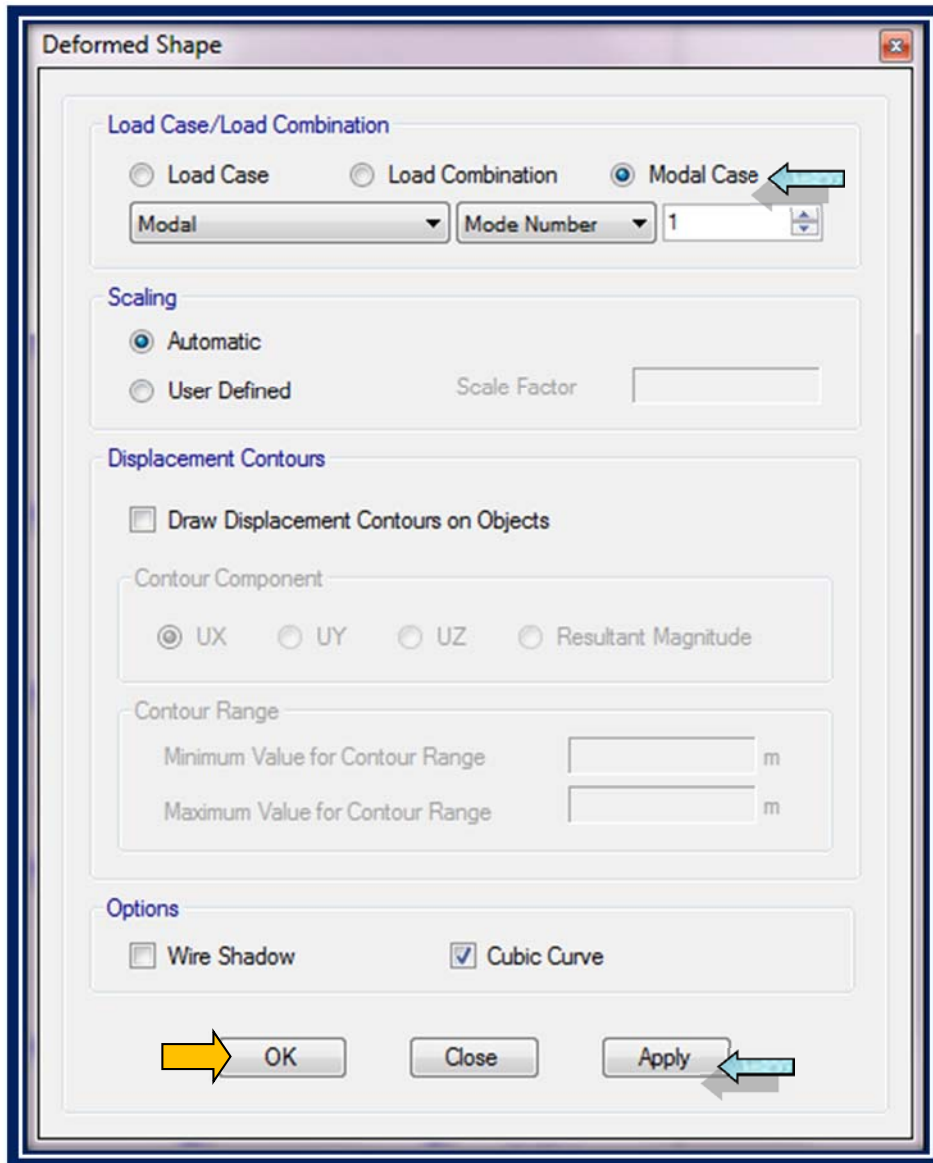 Deformed Shape
Load Case/Load Combination
Load Case Load Combination Modal Case
Modal Mode Number 1
Scaling
Automatic
User Defined Scale Factor
Displacement Contours
Draw Displacement Contours on Objects
Contour Component
UX UY UZ Resultant Magnitude
Contour Range
Minimum Value for Contour Range m
Maximum Value for Contour Range m
Options
Wire Shadow Cubic Curve
OK Close Apply